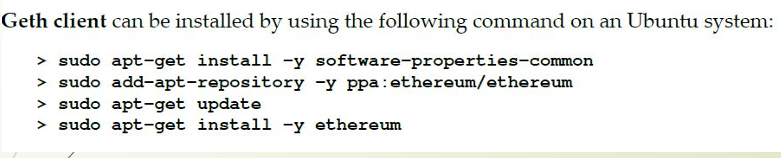 Geth client can be installed by using the following command on an Ubuntu system:
> sudo apt-get install -y software-properties-common
> sudo add-apt-repository -y ppa:ethereum/ethereum
> sudo apt-get update
> sudo apt-get install -y ethereum